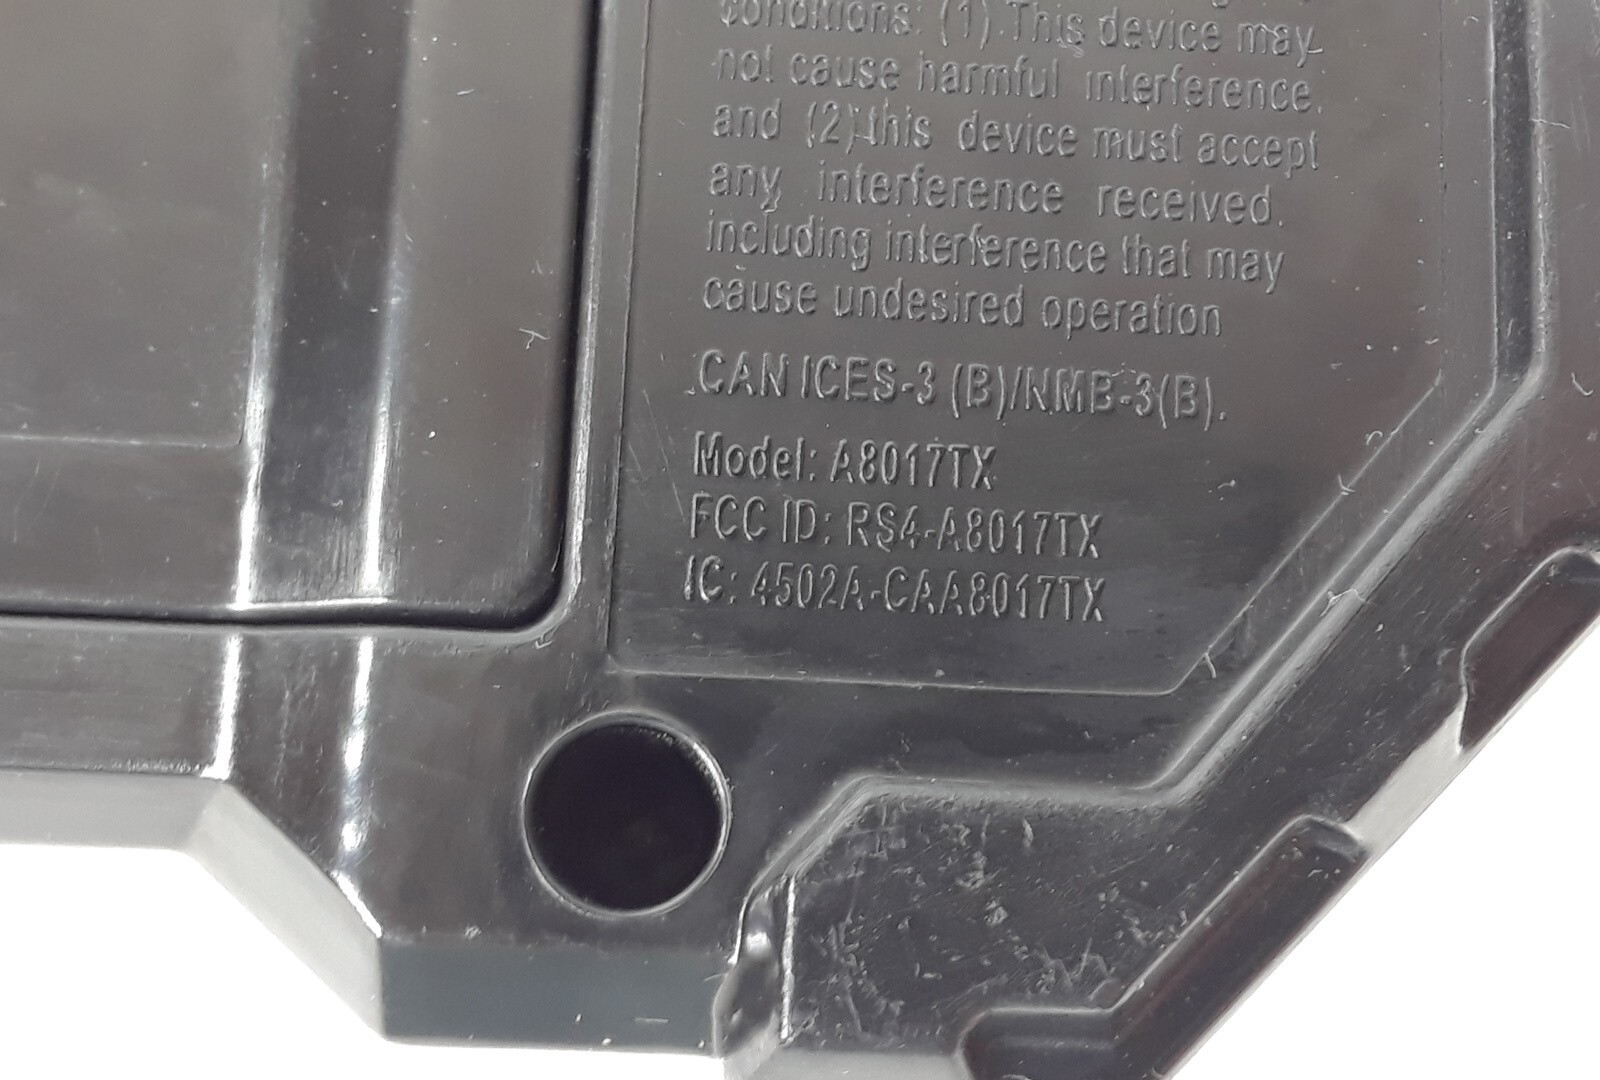 conditions: (1) This device may
not cause harmful interference,
and (2) this device must accept
any interference received,
including interference that may
cause undesired operation
CAN ICES-3 (B)/NMB-3(B).
Model: A8017TX
FCC ID: RS4-A8017TX
IC: 4502A-CAA8017TX